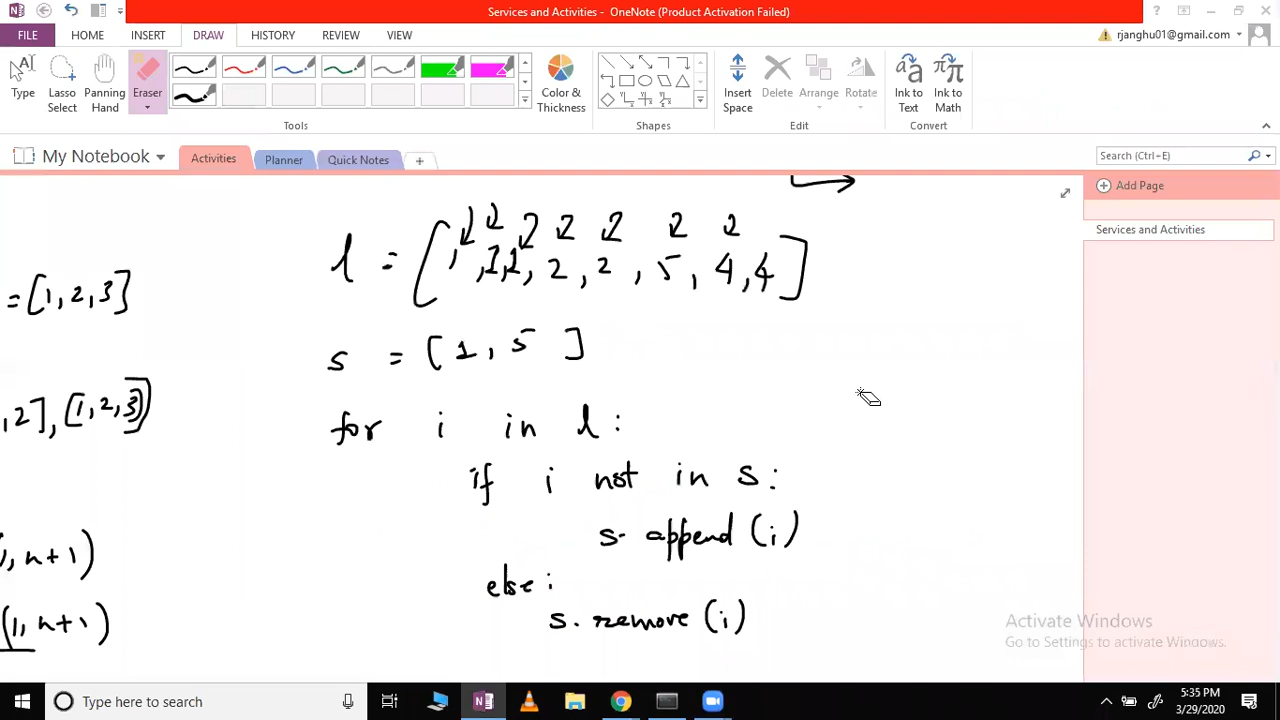 Services and Activities - OneNote (Product Activation Failed)
FILE HOME INSERT DRAW HISTORY REVIEW VIEW
rjanghu01@gmail.com
Type Lasso Select Panning Hand Eraser Color & Thickness Insert Space Delete Arrange Rotate Ink to Text Ink to Math
Tools Shapes Edit Convert
My Notebook Activities Planner Quick Notes
Search (Ctrl+E)
Add Page
Services and Activities
= [1, 2, 3]
, 2], [1, 2, 3]
1, n+1)
(1, n+1)
l = [ , 1, 1, 2, 2, 5, 4, 4]
s = [1, 5 ]
for i in l:
if i not in s:
s. append (i)
else:
s. remove (i)
Activate Windows
Go to Settings to activate Windows.
Type here to search
5:35 PM
3/29/2020